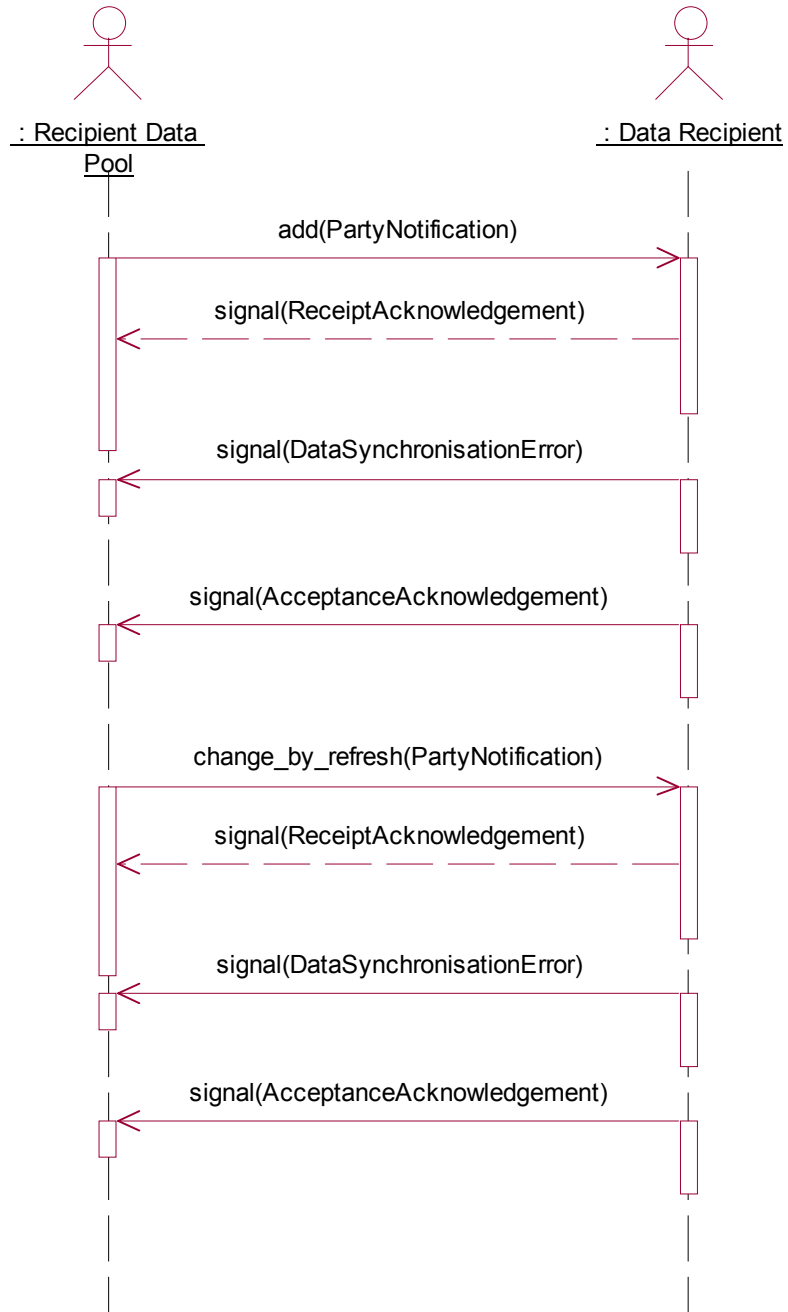 : Recipient Data
Pool
: Data Recipient
add(PartyNotification)
signal(ReceiptAcknowledgement)
signal(DataSynchronisationError)
signal(AcceptanceAcknowledgement)
change_by_refresh(PartyNotification)
signal(ReceiptAcknowledgement)
signal(DataSynchronisationError)
signal(AcceptanceAcknowledgement)